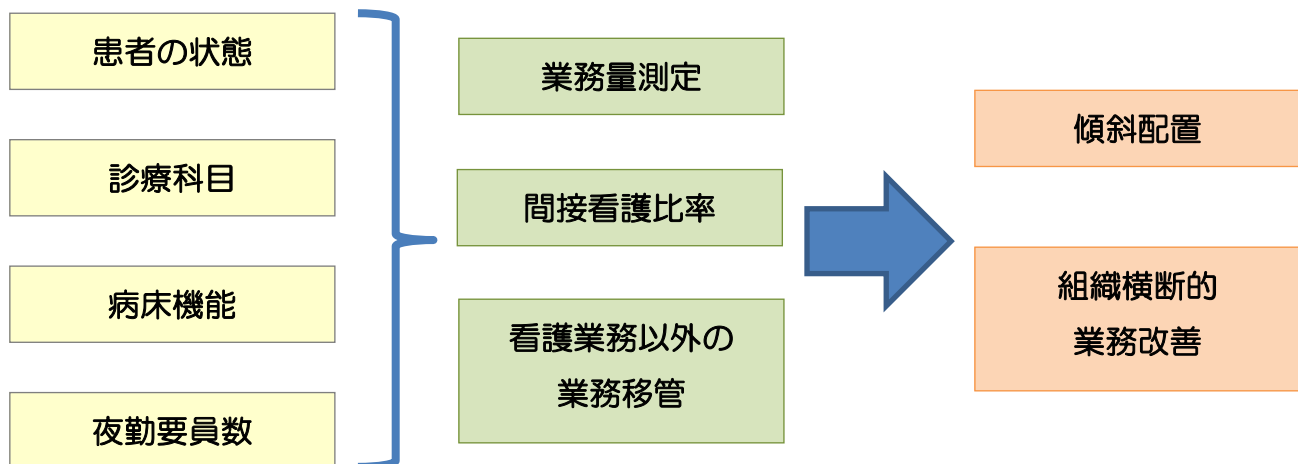 患者の状態
診療科目
病床機能
夜勤要員数
業務量測定
間接看護比率
看護業務以外の
業務移管
傾斜配置
組織横断的
業務改善